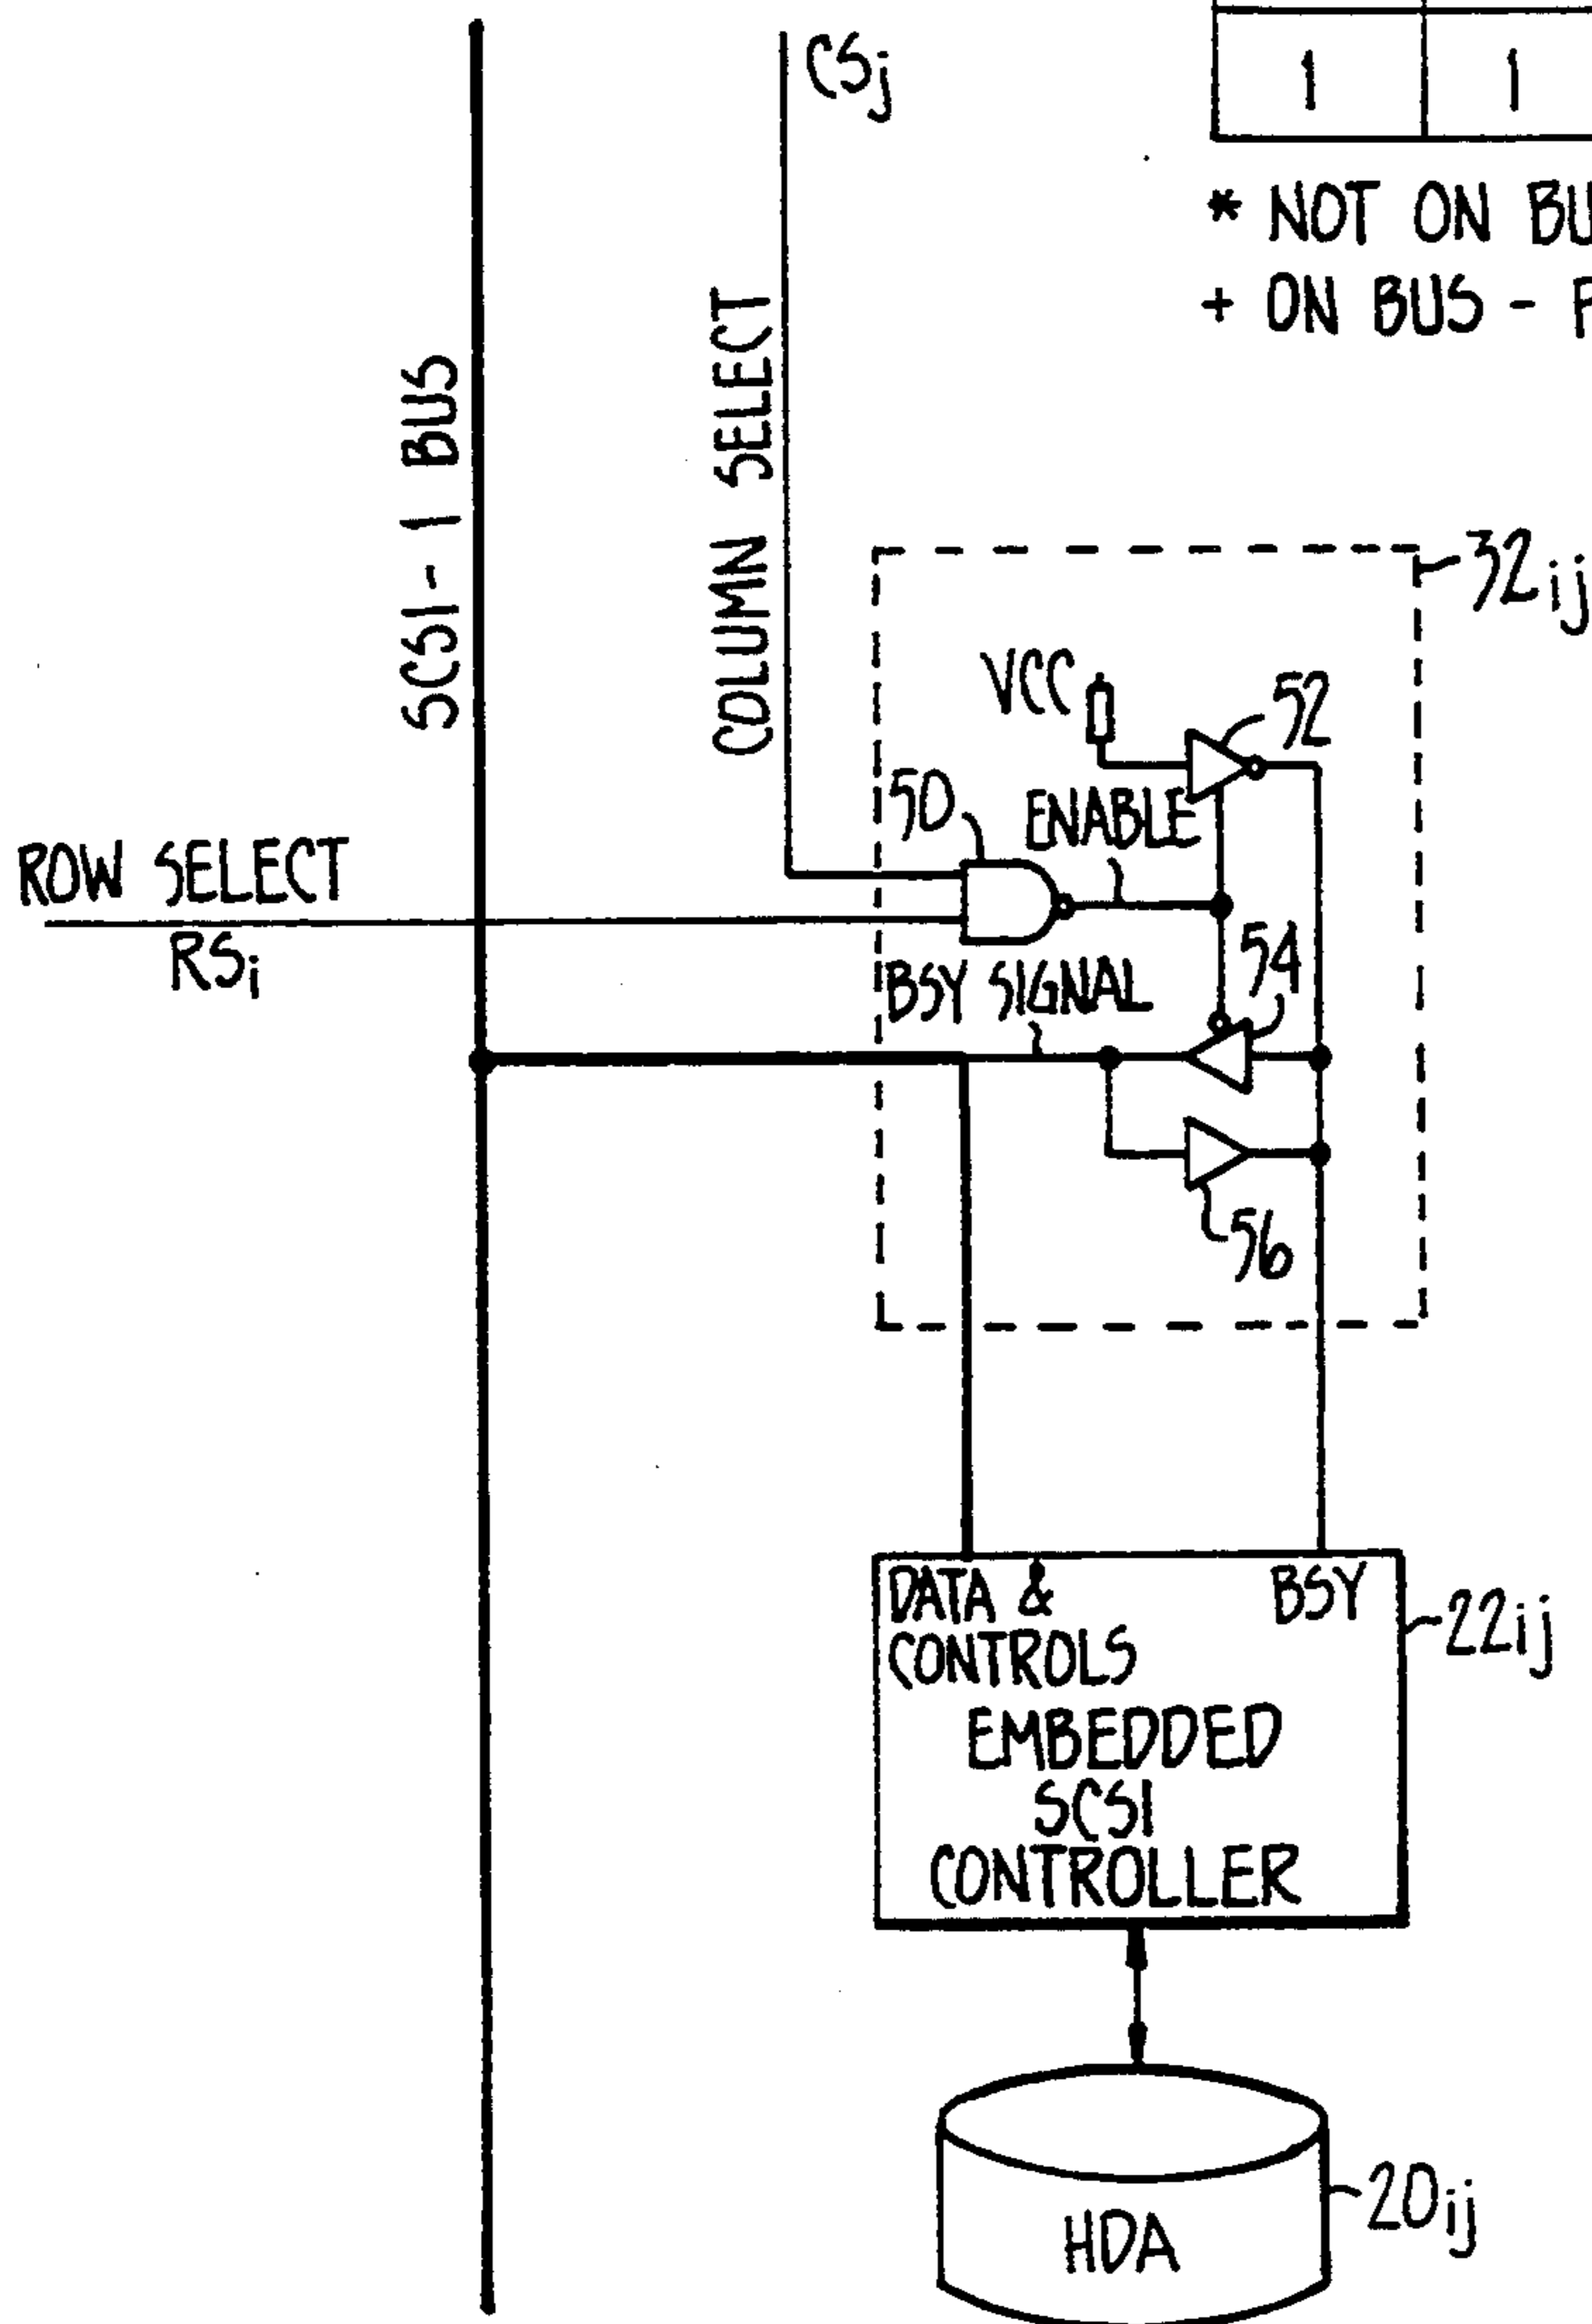 CSj
1 1
* NOT ON
+ ON BUS -
SCSI - 1 BUS
COLUMN SELECT
32ij
VCC
52
50
ENABLE
ROW SELECT
RSi
54
BSY SIGNAL
56
DATA & BSY
CONTROLS
22ij
EMBEDDED
SCSI
CONTROLLER
HDA
20ij